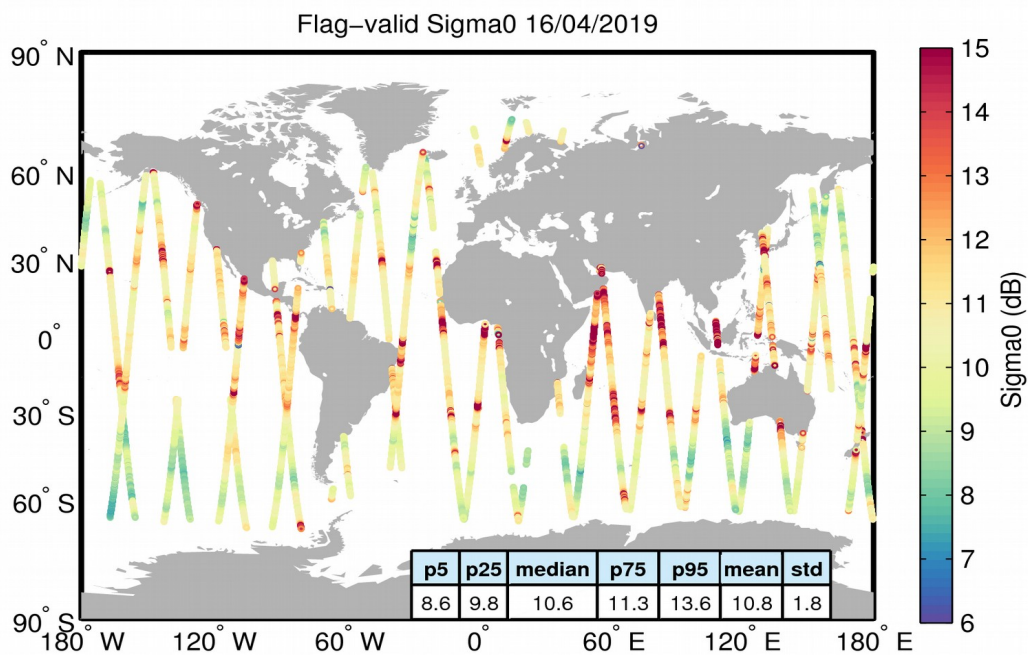 Flag−valid Sigma0 16/04/2019
90° N
60° N
30° N
0°
30° S
60° S
90° S
180° W
120° W
60° W
0°
60° E
120° E
180° E
15
14
13
12
11
10
9
8
7
6
Sigma0 (dB)
p5 p25 median p75 p95 mean std
8.6 9.8 10.6 11.3 13.6 10.8 1.8